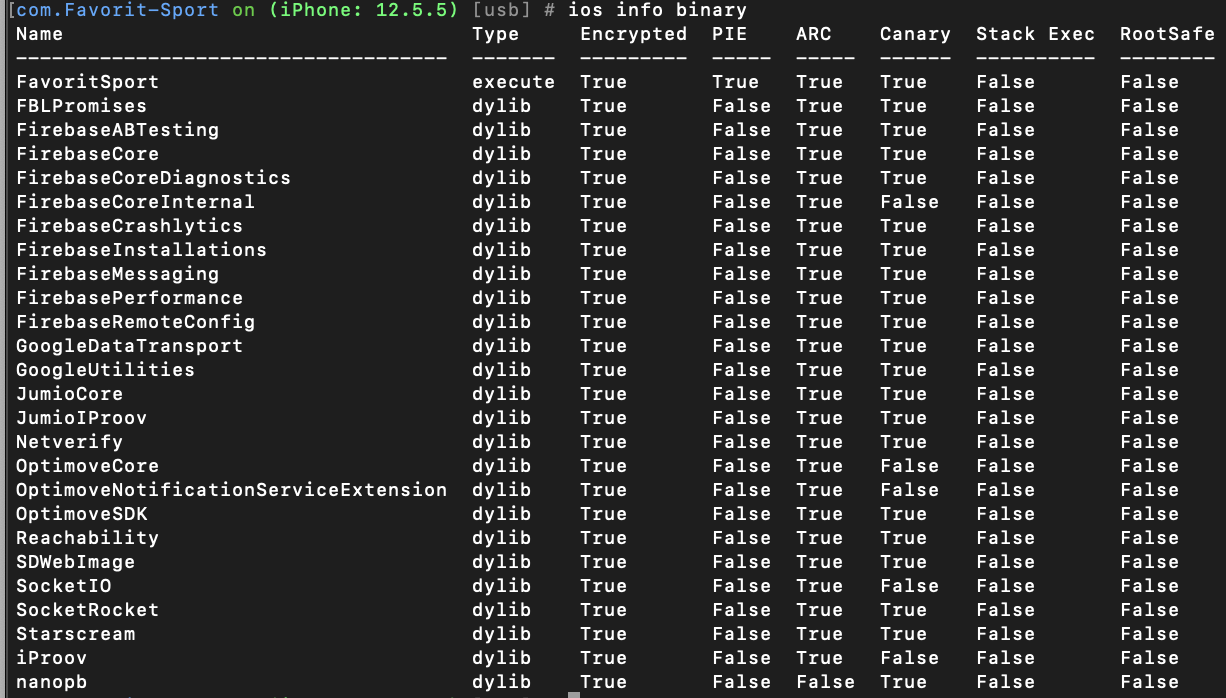 [com.Favorit-Sport on (iPhone: 12.5.5) [usb] # ios info binary
Name Type Encrypted PIE ARC Canary Stack Exec RootSafe
------------------------------------ ------- --------- ----- ----- ------ ---------- --------
FavoritSport execute True True True True False False
FBLPromises dylib True False True True False False
FirebaseABTesting dylib True False True True False False
FirebaseCore dylib True False True True False False
FirebaseCoreDiagnostics dylib True False True True False False
FirebaseCoreInternal dylib True False True False False False
FirebaseCrashlytics dylib True False True True False False
FirebaseInstallations dylib True False True True False False
FirebaseMessaging dylib True False True True False False
FirebasePerformance dylib True False True True False False
FirebaseRemoteConfig dylib True False True True False False
GoogleDataTransport dylib True False True True False False
GoogleUtilities dylib True False True True False False
JumioCore dylib True False True True False False
JumioIProov dylib True False True True False False
Netverify dylib True False True True False False
OptimoveCore dylib True False True False False False
OptimoveNotificationServiceExtension dylib True False True False False False
OptimoveSDK dylib True False True True False False
Reachability dylib True False True True False False
SDWebImage dylib True False True True False False
SocketIO dylib True False True False False False
SocketRocket dylib True False True True False False
Starscream dylib True False True True False False
iProov dylib True False True False False False
nanopb dylib True False False True False False